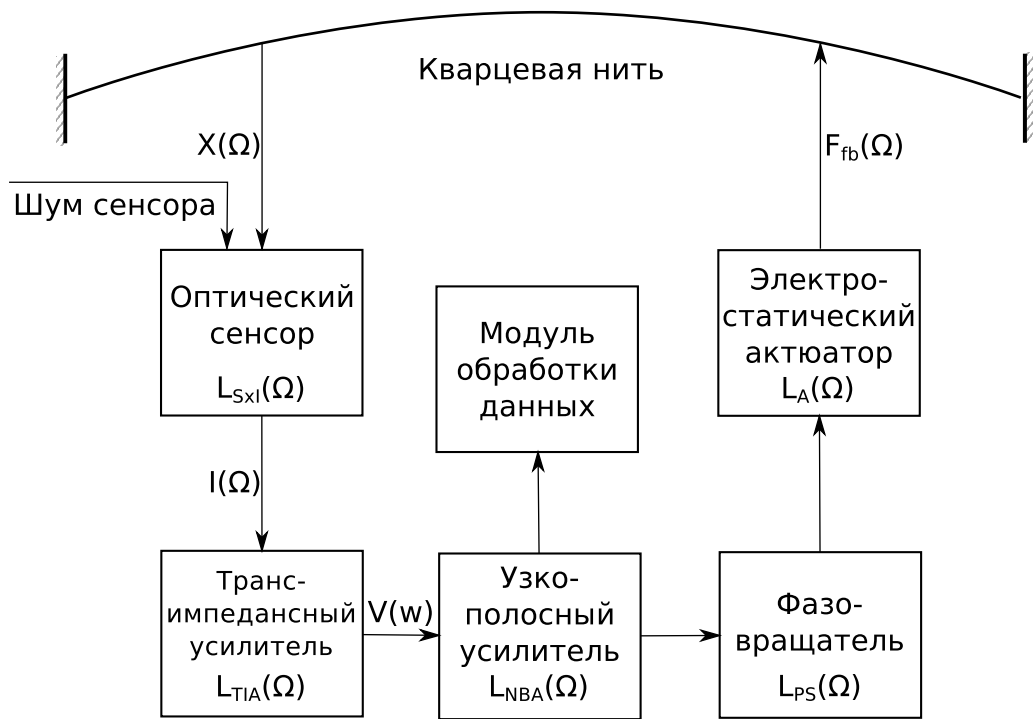 Кварцевая нить
X(Ω)
F_fb(Ω)
Шум сенсора
Оптический
сенсор
L_SxI(Ω)
Модуль
обработки
данных
Электро-
статический
актюатор
L_A(Ω)
I(Ω)
Транс-
импедансный
усилитель
L_TIA(Ω)
V(w)
Узко-
полосный
усилитель
L_NBA(Ω)
Фазо-
вращатель
L_PS(Ω)